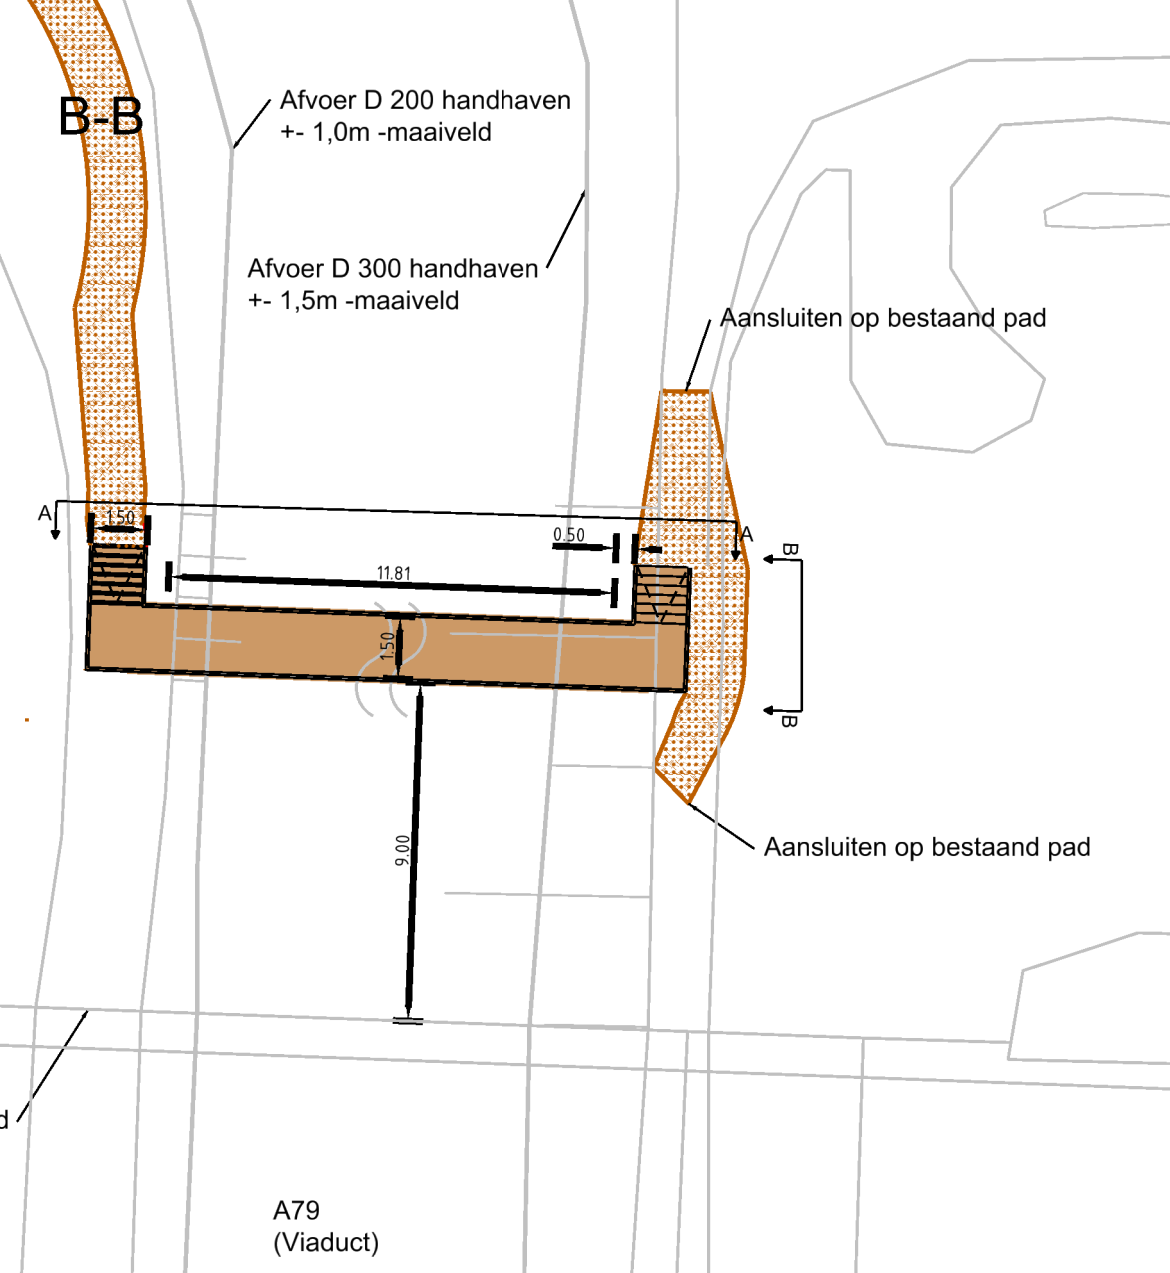 B-B
Afvoer D 200 handhaven
+- 1,0m -maaiveld
Afvoer D 300 handhaven
+- 1,5m -maaiveld
Aansluiten op bestaand pad
A
1.50
0.50
A
B
11.81
1.50
B
9.00
Aansluiten op bestaand pad
d
A79
(Viaduct)